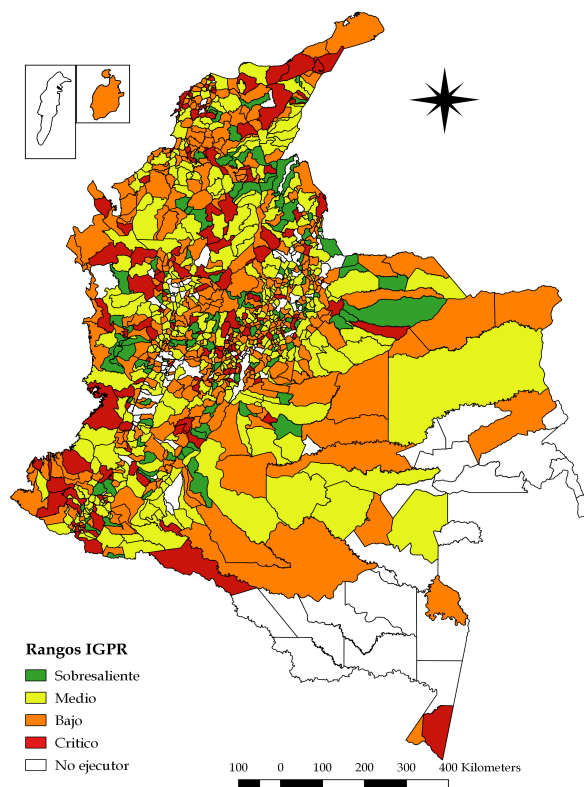 Rangos IGPR
Sobresaliente
Medio
Bajo
Critico
No ejecutor
100 0 100 200 300 400 Kilometers